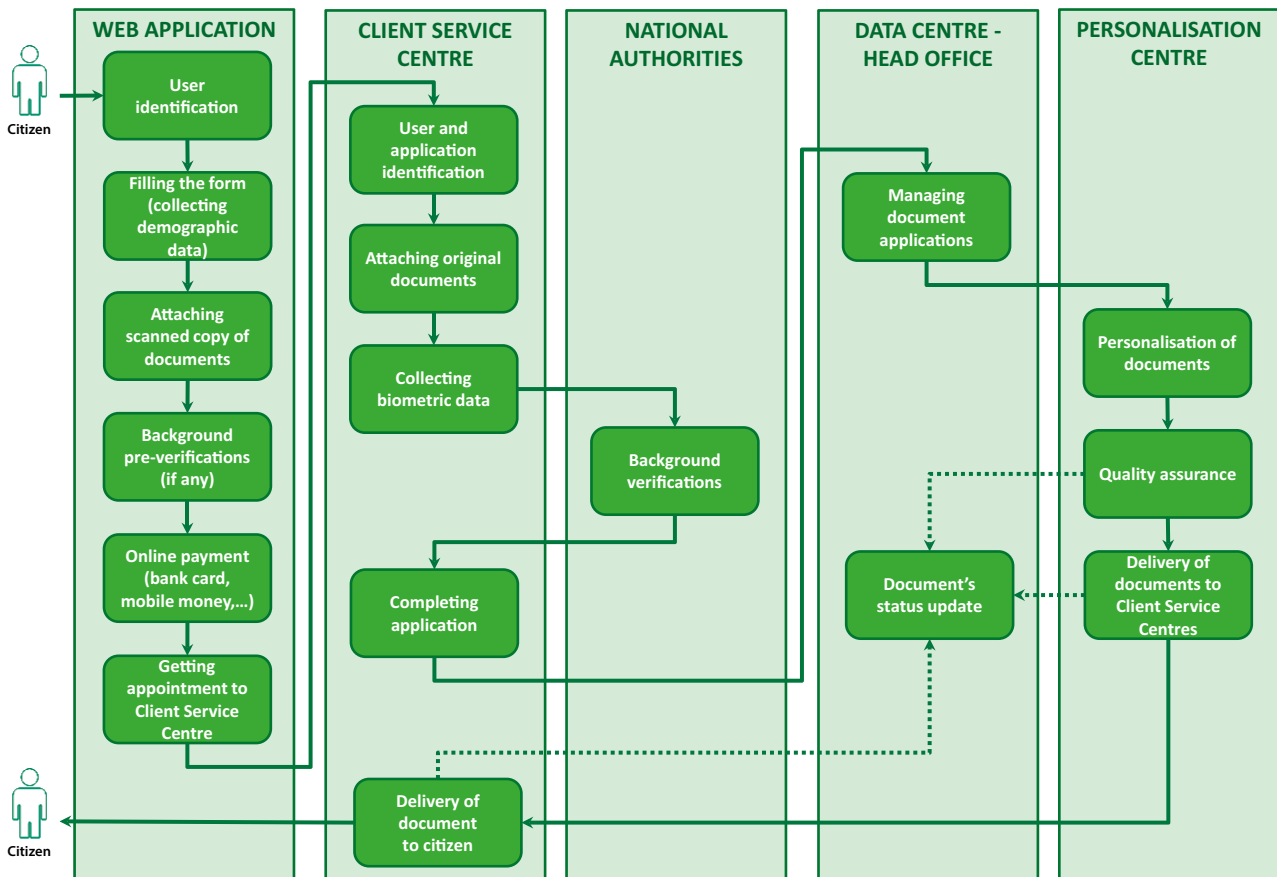 WEB APPLICATION
Citizen
User
identification
Filling the form
(collecting
demographic
data)
Attaching
scanned copy of
documents
Background
pre-verifications
(if any)
Online payment
(bank card,
mobile money,...)
Getting
appointment to
Client Service
Centre
CLIENT SERVICE
CENTRE
User and
application
identification
Attaching original
documents
Collecting
biometric data
Completing
application
Delivery of
document
to citizen
Citizen
NATIONAL
AUTHORITIES
Background
verifications
DATA CENTRE -
HEAD OFFICE
Managing
document
applications
Document’s
status update
PERSONALISATION
CENTRE
Personalisation of
documents
Quality assurance
Delivery of
documents to
Client Service
Centres